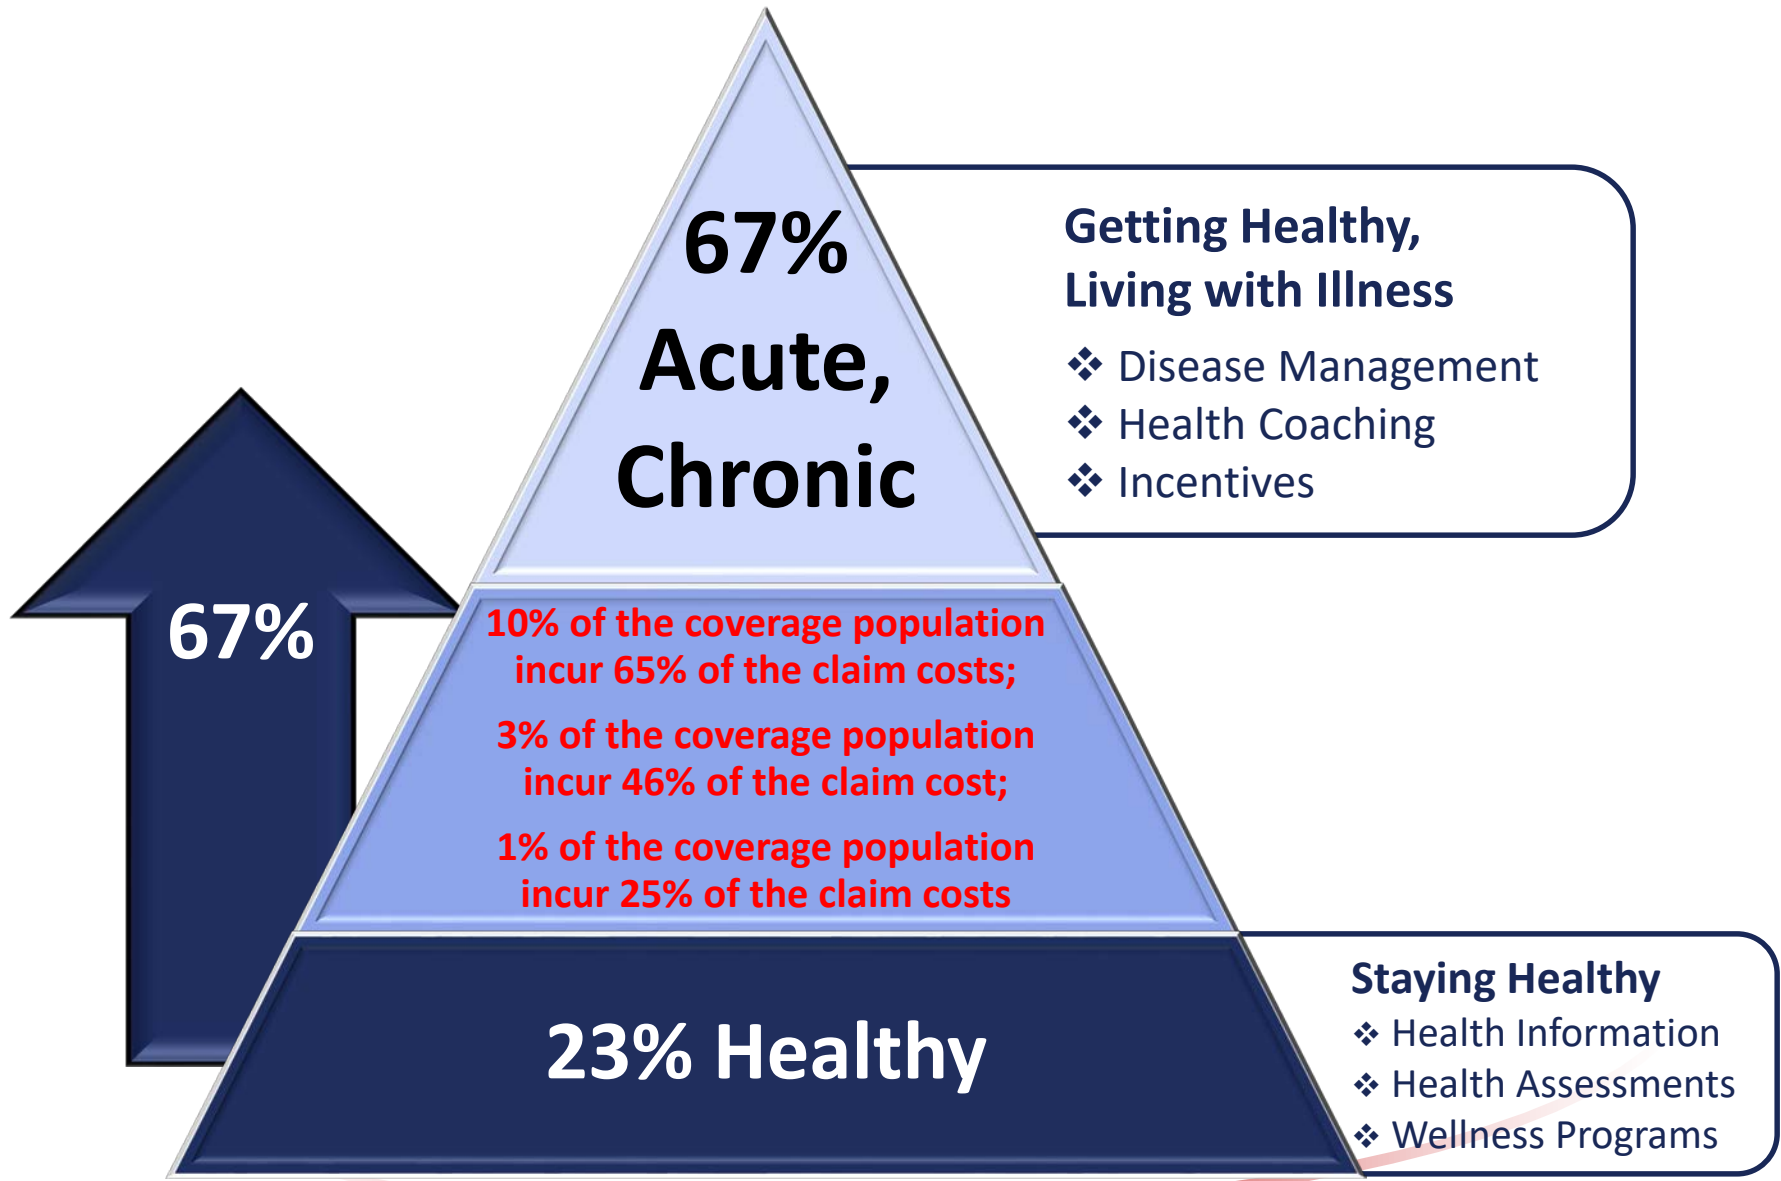 67%
Acute,
Chronic
Getting Healthy,
Living with Illness
❖ Disease Management
❖ Health Coaching
❖ Incentives
67%
10% of the coverage population
incur 65% of the claim costs;
3% of the coverage population
incur 46% of the claim cost;
1% of the coverage population
incur 25% of the claim costs
23% Healthy
Staying Healthy
❖ Health Information
❖ Health Assessments
❖ Wellness Programs